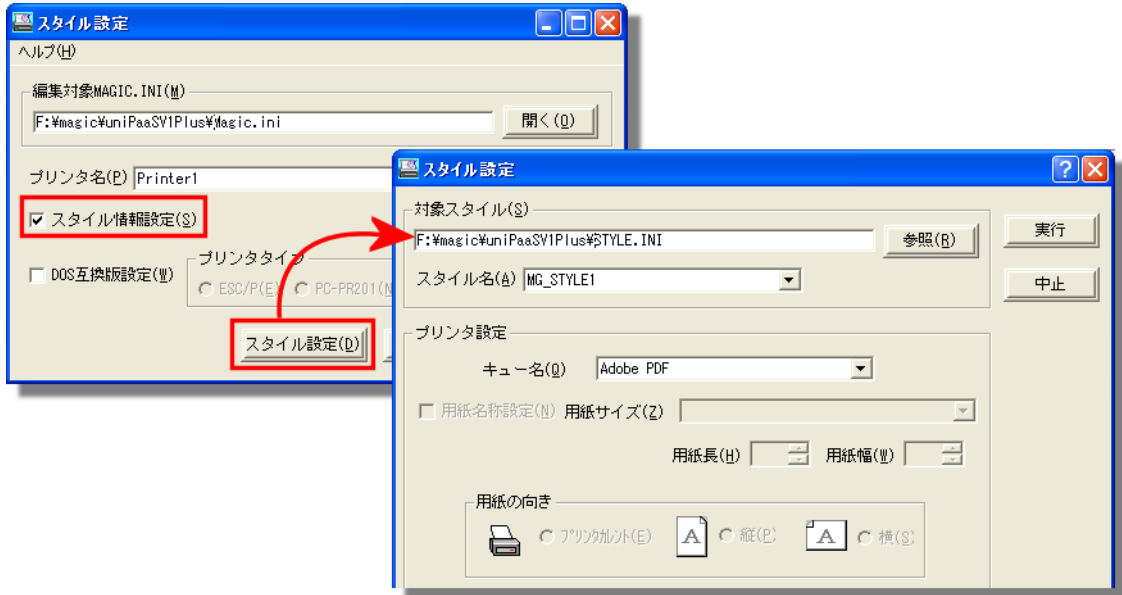 スタイル設定
ヘルプ(H)
編集対象MAGIC.INI(M)
F:¥magic¥uniPaaSV1Plus¥Magic.ini
開く(O)
プリンタ名(P) Printer1
スタイル情報設定(S)
DOS互換版設定(W)
プリンタタイプ
ESC/P(E) PC-PR201(N
スタイル設定(D)
スタイル設定
対象スタイル(S)
F:¥magic¥uniPaaSV1Plus¥STYLE.INI
参照(R)
スタイル名(A) MG_STYLE1
実行
中止
プリンタ設定
キュー名(Q) Adobe PDF
用紙名称設定(N) 用紙サイズ(Z)
用紙長(H) 用紙幅(W)
用紙の向き
プリンタカレント(E) A 縦(P) A 横(S)